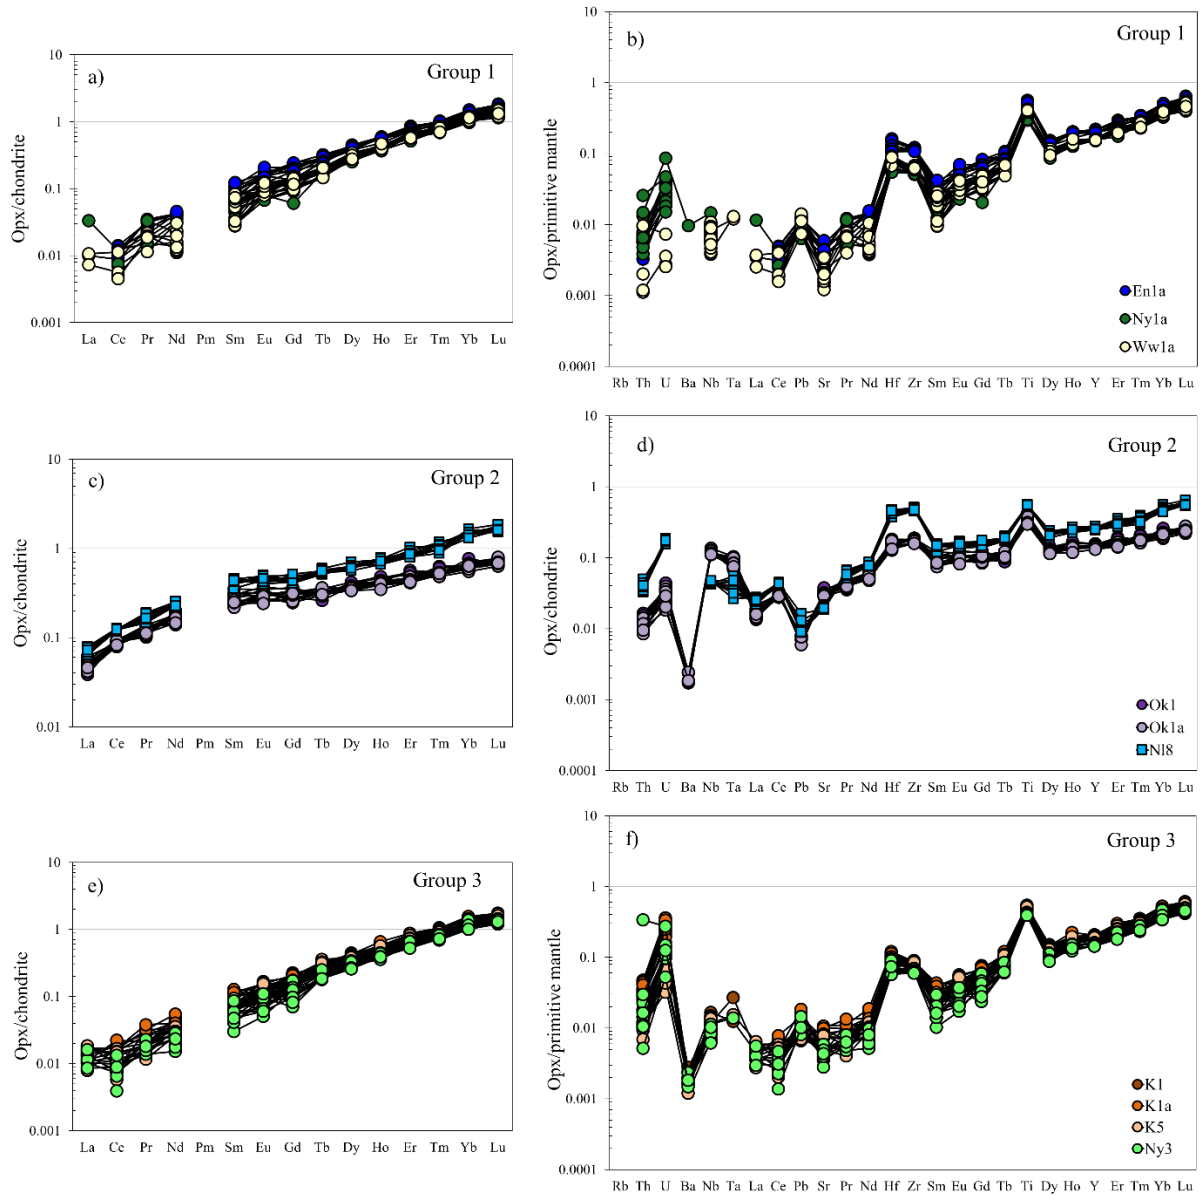 a)
Group 1
Opx/chondrite
10
1
0.1
0.01
0.001
La Ce Pr Nd Pm Sm Eu Gd Tb Dy Ho Er Tm Yb Lu
b)
Group 1
Opx/primitive mantle
10
1
0.1
0.01
0.001
0.0001
En1a
Ny1a
Ww1a
Rb Th U Ba Nb Ta La Ce Pb Sr Pr Nd Hf Zr Sm Eu Gd Tb Ti Dy Ho Y Er Tm Yb Lu
c)
Group 2
Opx/chondrite
10
1
0.1
0.01
La Ce Pr Nd Pm Sm Eu Gd Tb Dy Ho Er Tm Yb Lu
d)
Group 2
Opx/chondrite
10
1
0.1
0.01
0.001
0.0001
Ok1
Ok1a
Nl8
Rb Th U Ba Nb Ta La Ce Pb Sr Pr Nd Hf Zr Sm Eu Gd Tb Ti Dy Ho Y Er Tm Yb Lu
e)
Group 3
Opx/chondrite
10
1
0.1
0.01
0.001
La Ce Pr Nd Pm Sm Eu Gd Tb Dy Ho Er Tm Yb Lu
f)
Group 3
Opx/primitive mantle
10
1
0.1
0.01
0.001
0.0001
K1
K1a
K5
Ny3
Rb Th U Ba Nb Ta La Ce Pb Sr Pr Nd Hf Zr Sm Eu Gd Tb Ti Dy Ho Y Er Tm Yb Lu